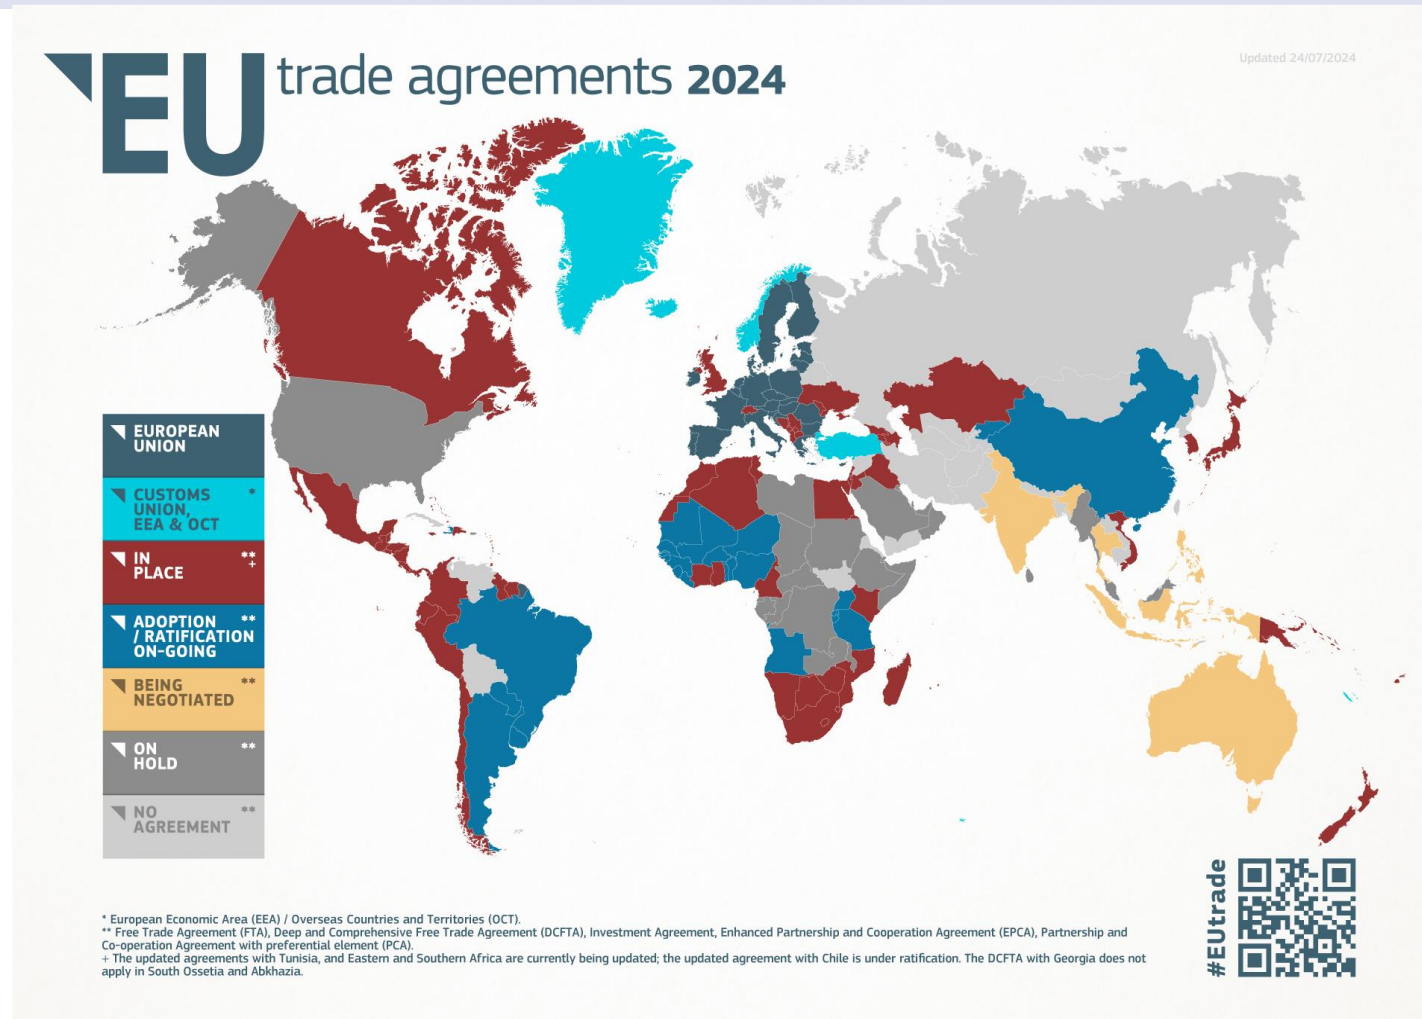 EU trade agreements 2024
Updated 24/07/2024
EUROPEAN
UNION
CUSTOMS *
UNION,
EEA & OCT
IN **
PLACE +
ADOPTION **
/ RATIFICATION
ON-GOING
BEING **
NEGOTIATED
ON **
HOLD
NO **
AGREEMENT
* European Economic Area (EEA) / Overseas Countries and Territories (OCT).
** Free Trade Agreement (FTA), Deep and Comprehensive Free Trade Agreement (DCFTA), Investment Agreement, Enhanced Partnership and Cooperation Agreement (EPCA), Partnership and
Co-operation Agreement with preferential element (PCA).
+ The updated agreements with Tunisia, and Eastern and Southern Africa are currently being updated; the updated agreement with Chile is under ratification. The DCFTA with Georgia does not
apply in South Ossetia and Abkhazia.
#EUtrade